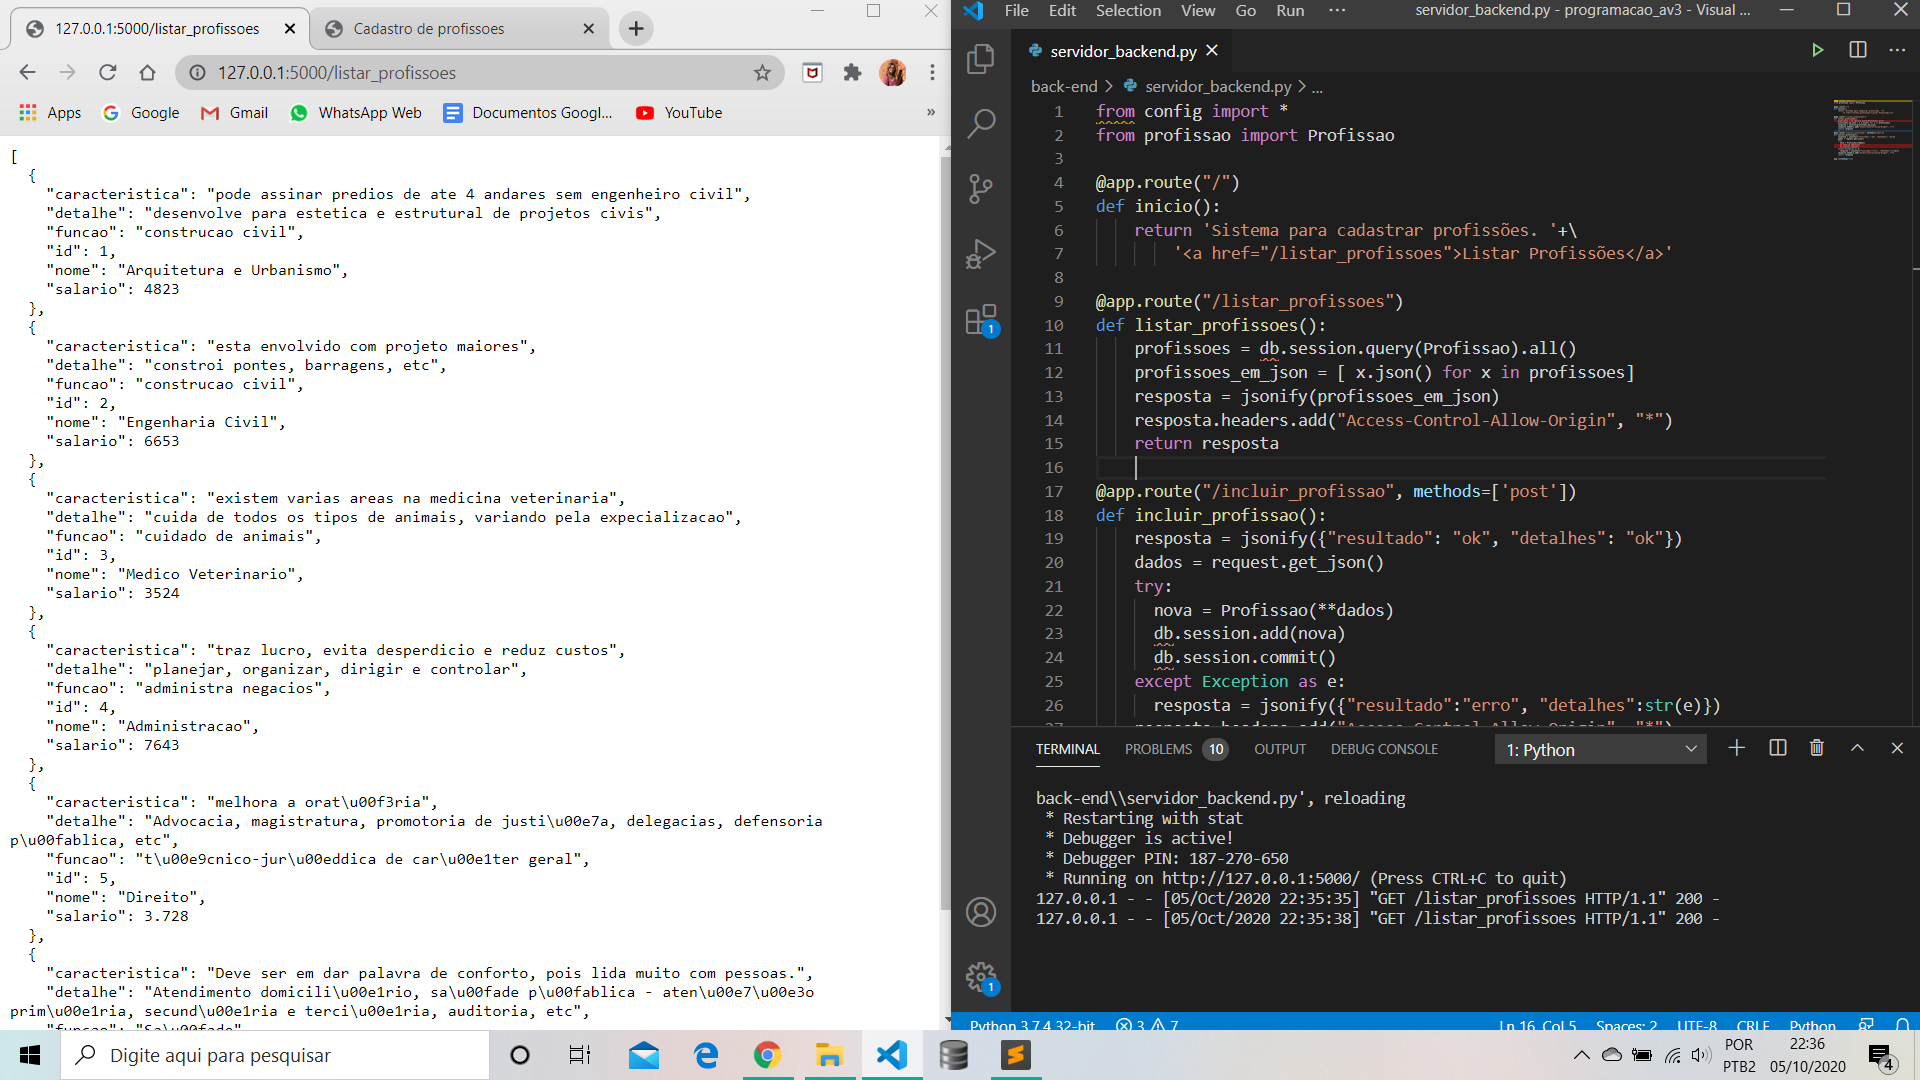 127.0.0.1:5000/listar_profissoes
Cadastro de profissoes
127.0.0.1:5000/listar_profissoes
Apps Google Gmail WhatsApp Web Documentos Googl... YouTube »
[
{
"caracteristica": "pode assinar predios de ate 4 andares sem engenheiro civil",
"detalhe": "desenvolve para estetica e estrutural de projetos civis",
"funcao": "construcao civil",
"id": 1,
"nome": "Arquitetura e Urbanismo",
"salario": 4823
},
{
"caracteristica": "esta envolvido com projeto maiores",
"detalhe": "constroi pontes, barragens, etc",
"funcao": "construcao civil",
"id": 2,
"nome": "Engenharia Civil",
"salario": 6653
},
{
"caracteristica": "existem varias areas na medicina veterinaria",
"detalhe": "cuida de todos os tipos de animais, variando pela expecializacao",
"funcao": "cuidado de animais",
"id": 3,
"nome": "Medico Veterinario",
"salario": 3524
},
{
"caracteristica": "traz lucro, evita desperdicio e reduz custos",
"detalhe": "planejar, organizar, dirigir e controlar",
"funcao": "administra negacios",
"id": 4,
"nome": "Administracao",
"salario": 7643
},
{
"caracteristica": "melhora a orat\u00f3ria",
"detalhe": "Advocacia, magistratura, promotoria de justi\u00e7a, delegacias, defensoria
p\u00fablica, etc",
"funcao": "t\u00e9cnico-jur\u00eddica de car\u00e1ter geral",
"id": 5,
"nome": "Direito",
"salario": 3.728
},
{
"caracteristica": "Deve ser em dar palavra de conforto, pois lida muito com pessoas.",
"detalhe": "Atendimento domicili\u00e1rio, sa\u00fade p\u00fablica - aten\u00e7\u00e3o
prim\u00e1ria, secund\u00e1ria e terci\u00e1ria, auditoria, etc",
"funcao": "Sa\u00fade"
File Edit Selection View Go Run ··· servidor_backend.py - programacao_av3 - Visual ...
servidor_backend.py
back-end > servidor_backend.py > ...
1 from config import *
2 from profissao import Profissao
3
4 @app.route("/")
5 def inicio():
6 return 'Sistema para cadastrar profissões. '+\
7 '<a href="/listar_profissoes">Listar Profissões</a>'
8
9 @app.route("/listar_profissoes")
10 def listar_profissoes():
11 profissoes = db.session.query(Profissao).all()
12 profissoes_em_json = [ x.json() for x in profissoes]
13 resposta = jsonify(profissoes_em_json)
14 resposta.headers.add("Access-Control-Allow-Origin", "*")
15 return resposta
16
17 @app.route("/incluir_profissao", methods=['post'])
18 def incluir_profissao():
19 resposta = jsonify({"resultado": "ok", "detalhes": "ok"})
20 dados = request.get_json()
21 try:
22 nova = Profissao(**dados)
23 db.session.add(nova)
24 db.session.commit()
25 except Exception as e:
26 resposta = jsonify({"resultado":"erro", "detalhes":str(e)})
27 resposta.headers.add("Access-Control-Allow-Origin", "*")
1
1
TERMINAL PROBLEMS 10 OUTPUT DEBUG CONSOLE 1: Python
back-end\\servidor_backend.py', reloading
* Restarting with stat
* Debugger is active!
* Debugger PIN: 187-270-650
* Running on http://127.0.0.1:5000/ (Press CTRL+C to quit)
127.0.0.1 - - [05/Oct/2020 22:35:35] "GET /listar_profissoes HTTP/1.1" 200 -
127.0.0.1 - - [05/Oct/2020 22:35:38] "GET /listar_profissoes HTTP/1.1" 200 -
Python 3.7.4 32-bit 3 7 Ln 16, Col 5 Spaces: 2 UTF-8 CRLF Python
Digite aqui para pesquisar
POR
PTB2
22:36
05/10/2020
4